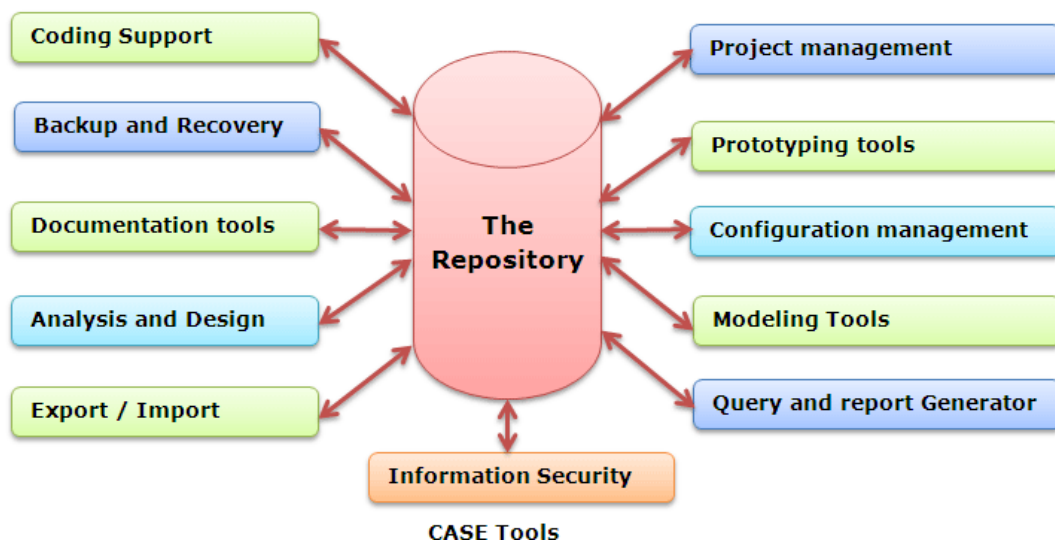 Coding Support
Backup and Recovery
Documentation tools
Analysis and Design
Export / Import
The
Repository
Project management
Prototyping tools
Configuration management
Modeling Tools
Query and report Generator
Information Security
CASE Tools